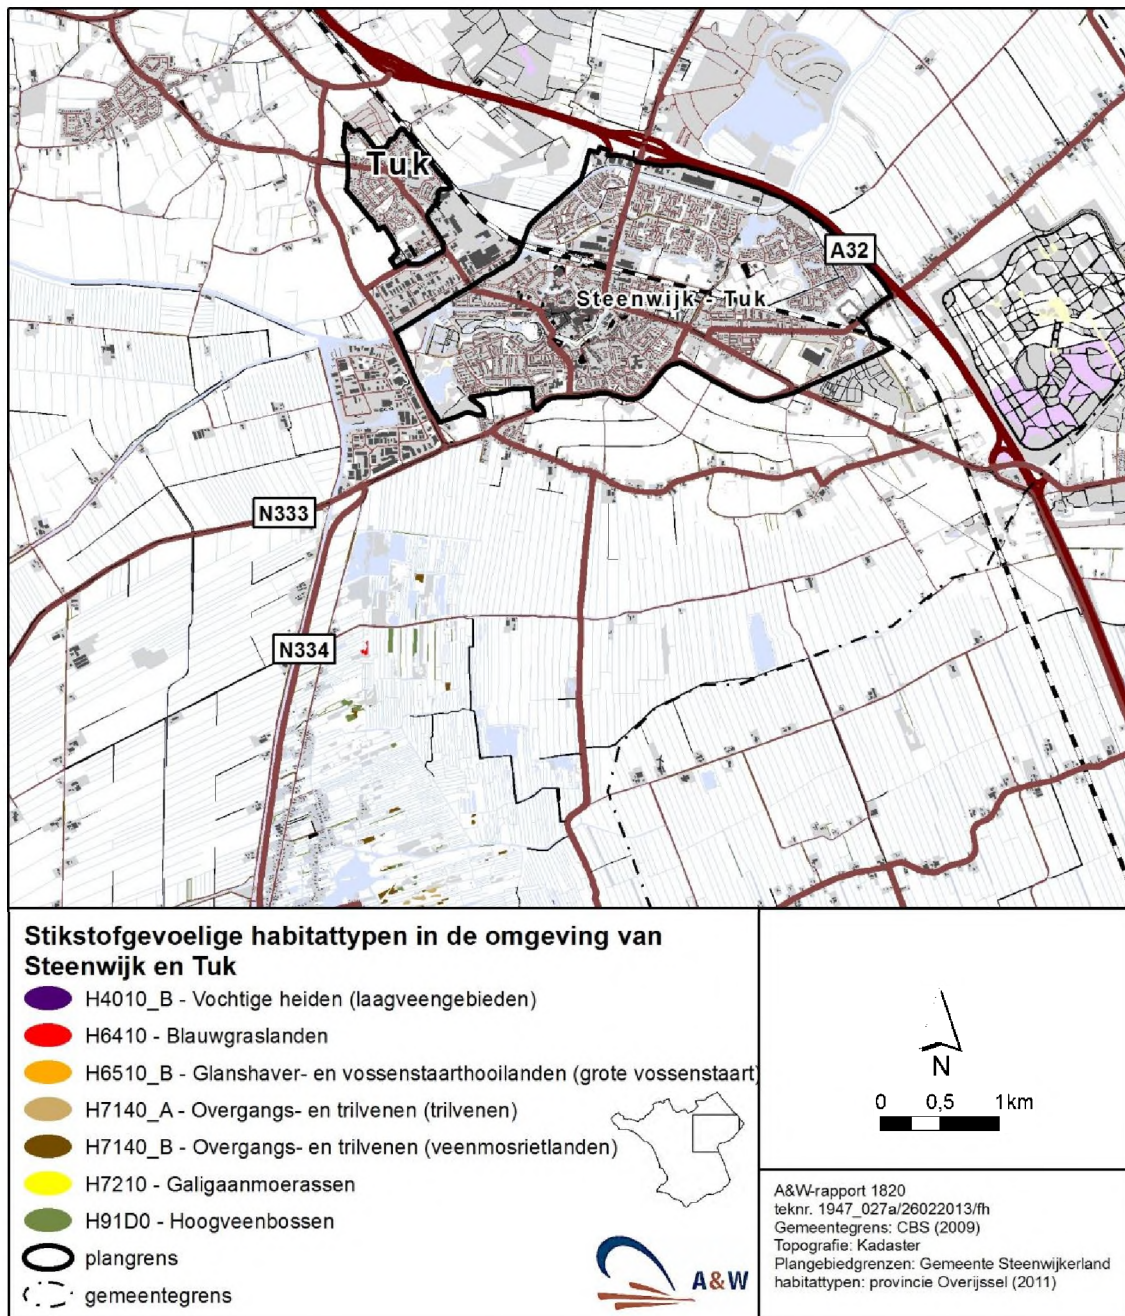 Tuk
A32
Steenwijk - Tuk
N333
N334
Stikstofgevoelige habitattypen in de omgeving van
Steenwijk en Tuk
H4010_B - Vochtige heiden (laagveengebieden)
H6410 - Blauwgraslanden
H6510_B - Glanshaver- en vossenstaarthooilanden (grote vossenstaart)
H7140_A - Overgangs- en trilvenen (trilvenen)
H7140_B - Overgangs- en trilvenen (veenmosrietlanden)
H7210 - Galigaanmoerassen
H91D0 - Hoogveenbossen
plangrens
gemeentegrens
A&W
N
0 0,5 1km
A&W-rapport 1820
teknr. 1947_027a/26022013/fh
Gemeentegrens: CBS (2009)
Topografie: Kadaster
Plangebiedgrenzen: Gemeente Steenwijkerland
habitattypen: provincie Overijssel (2011)